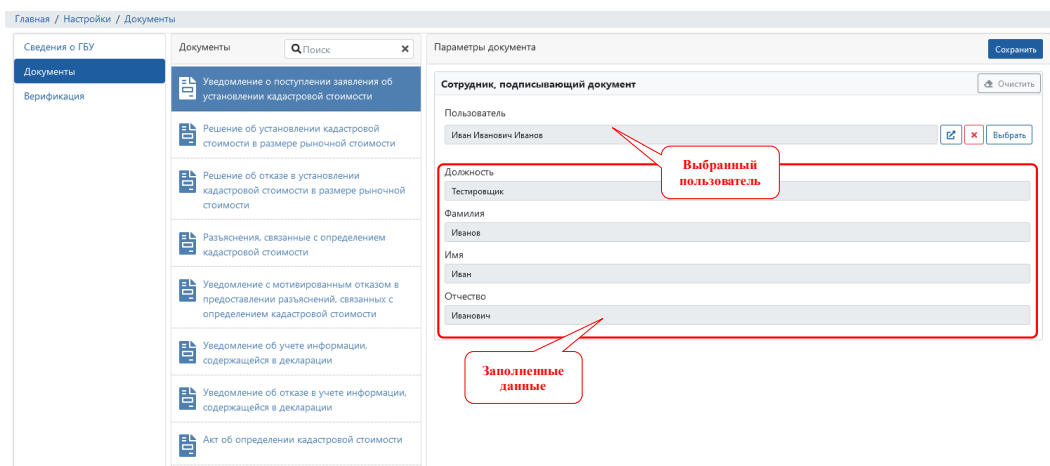 Главная / Настройки / Документы
Сведения о ГБУ
Документы
Верификация
Документы
Поиск
Уведомление о поступлении заявления об
установлении кадастровой стоимости
Решение об установлении кадастровой
стоимости в размере рыночной стоимости
Решение об отказе в установлении
кадастровой стоимости в размере рыночной
стоимости
Разъяснения, связанные с определением
кадастровой стоимости
Уведомление с мотивированным отказом в
предоставлении разъяснений, связанных с
определением кадастровой стоимости
Уведомление об учете информации,
содержащейся в декларации
Уведомление об отказе в учете информации,
содержащейся в декларации
Акт об определении кадастровой стоимости
Параметры документа
Сохранить
Сотрудник, подписывающий документ
Очистить
Пользователь
Иван Иванович Иванов
Выбрать
Выбранный
пользователь
Должность
Тестировщик
Фамилия
Иванов
Имя
Иван
Отчество
Иванович
Заполненные
данные